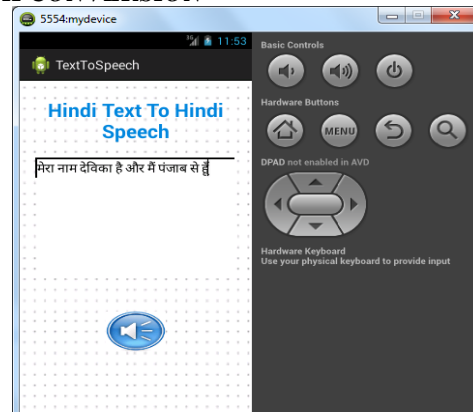 5554:mydevice
3G 11:53
TextToSpeech
Hindi Text To Hindi
Speech
मेरा नाम देविका है और मैं पंजाब से हूँ
Basic Controls
Hardware Buttons
MENU
DPAD not enabled in AVD
Hardware Keyboard
Use your physical keyboard to provide input